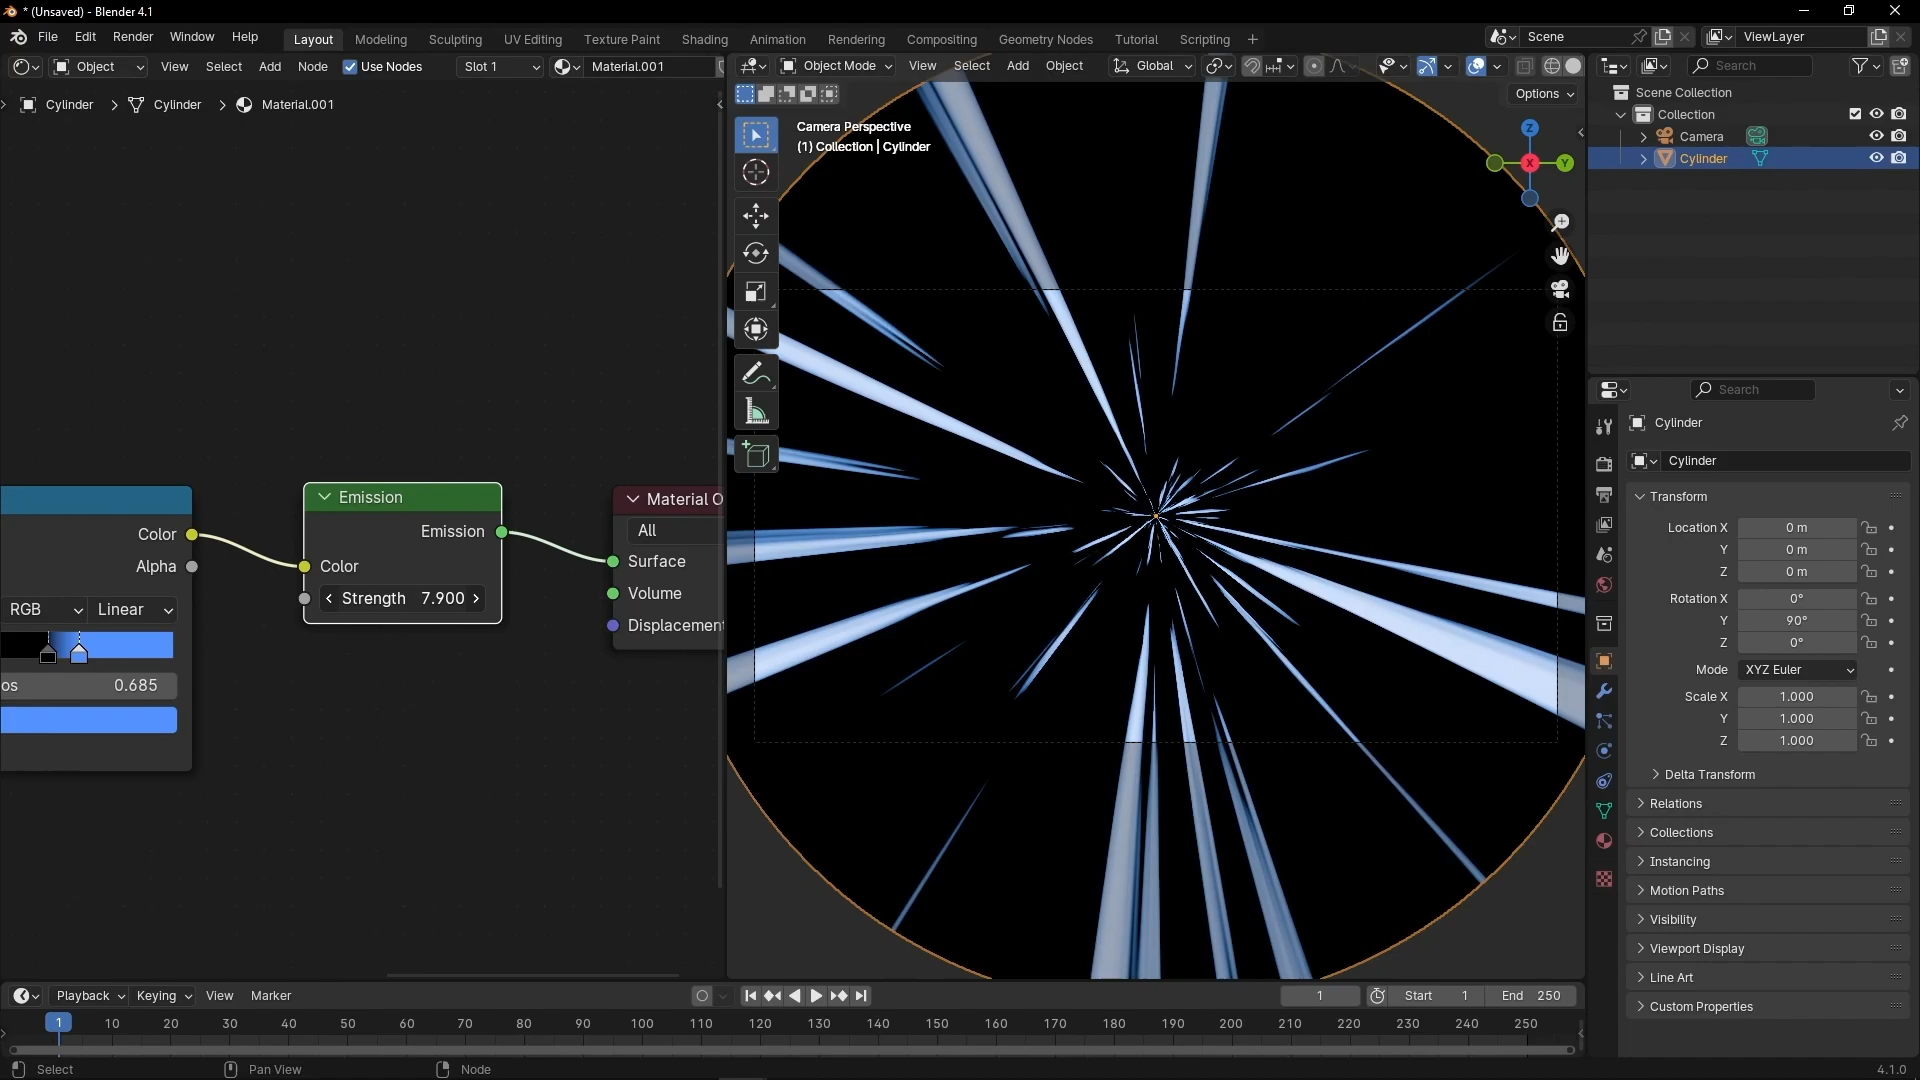 * (Unsaved) - Blender 4.1
File Edit Render Window Help Layout Modeling Sculpting UV Editing Texture Paint Shading Animation Rendering Compositing Geometry Nodes Tutorial Scripting + Scene ViewLayer
Object View Select Add Node Use Nodes Slot 1 Material.001
Object Mode View Select Add Object Global
Search
Options
Cylinder > Cylinder > Material.001
Camera Perspective
(1) Collection | Cylinder
Z
X
Y
Scene Collection
Collection
Camera
Cylinder
Color
Alpha
RGB Linear
os 0.685
Emission
Emission
Color
Strength 7.900
Material O
All
Surface
Volume
Displacement
Search
Cylinder
Cylinder
Transform
Location X 0 m
Y 0 m
Z 0 m
Rotation X 0°
Y 90°
Z 0°
Mode XYZ Euler
Scale X 1.000
Y 1.000
Z 1.000
Delta Transform
Relations
Collections
Instancing
Motion Paths
Visibility
Viewport Display
Line Art
Custom Properties
Playback Keying View Marker 1 Start 1 End 250
1 10 20 30 40 50 60 70 80 90 100 110 120 130 140 150 160 170 180 190 200 210 220 230 240 250
Select Pan View Node 4.1.0